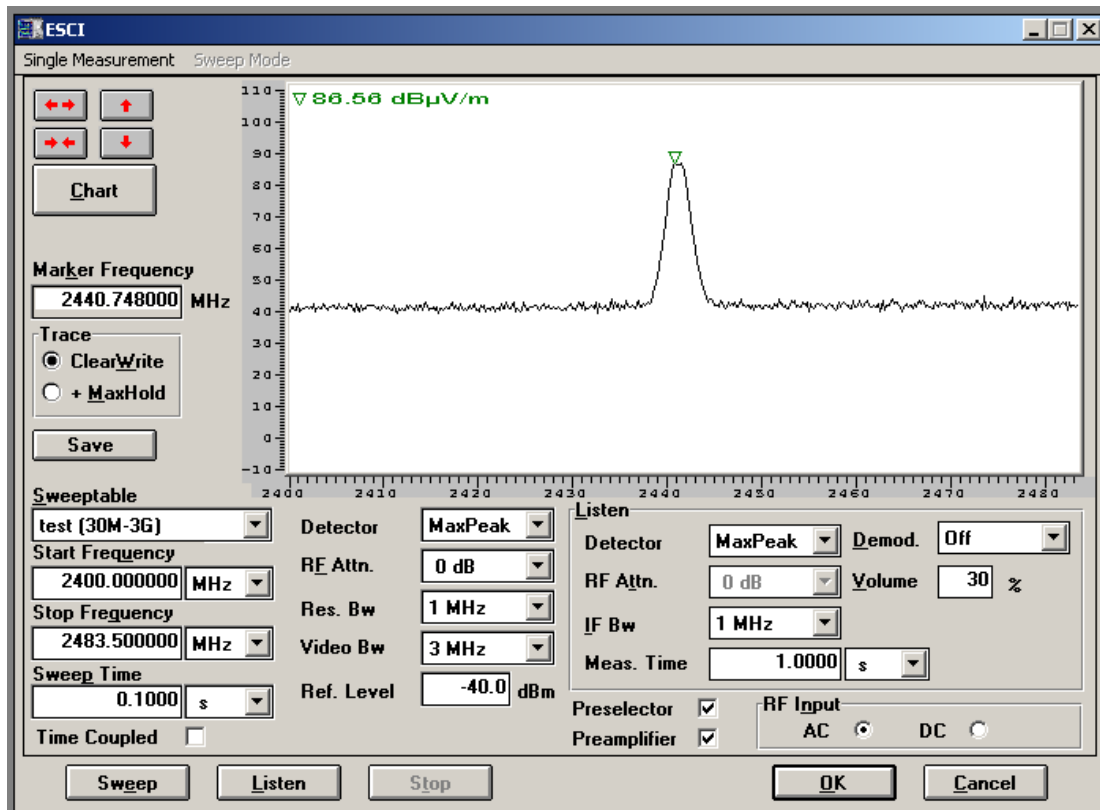 ESCI
Single Measurement Sweep Mode
Chart
Marker Frequency
2440.748000 MHz
Trace
ClearWrite
+ MaxHold
Save
▽86.56 dBµV/m
110
100
90
80
70
60
50
40
30
20
10
0
-10
2400 2410 2420 2430 2440 2450 2460 2470 2480
Sweeptable
test (30M-3G)
Start Frequency
2400.000000 MHz
Stop Frequency
2483.500000 MHz
Sweep Time
0.1000 s
Time Coupled
Detector MaxPeak
RF Attn. 0 dB
Res. Bw 1 MHz
Video Bw 3 MHz
Ref. Level -40.0 dBm
Listen
Detector MaxPeak Demod. Off
RF Attn. 0 dB Volume 30 %
IF Bw 1 MHz
Meas. Time 1.0000 s
Preselector
Preamplifier
RF Input
AC DC
Sweep Listen Stop OK Cancel